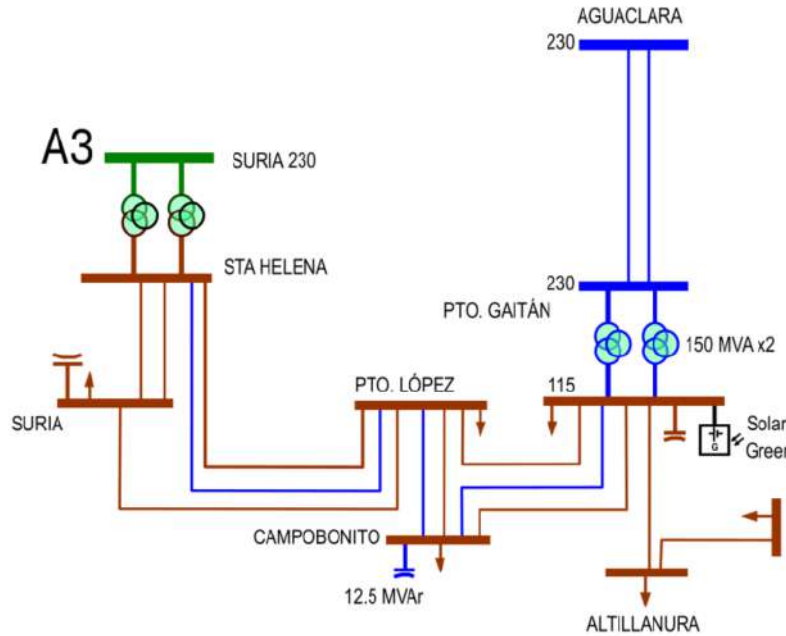 AGUACLARA
230
A3
SURIA 230
STA HELENA
230
PTO. GAITÁN
150 MVA x2
PTO. LÓPEZ
115
SURIA
Solar
Green
G
CAMPOBONITO
12.5 MVAr
ALTILLANURA